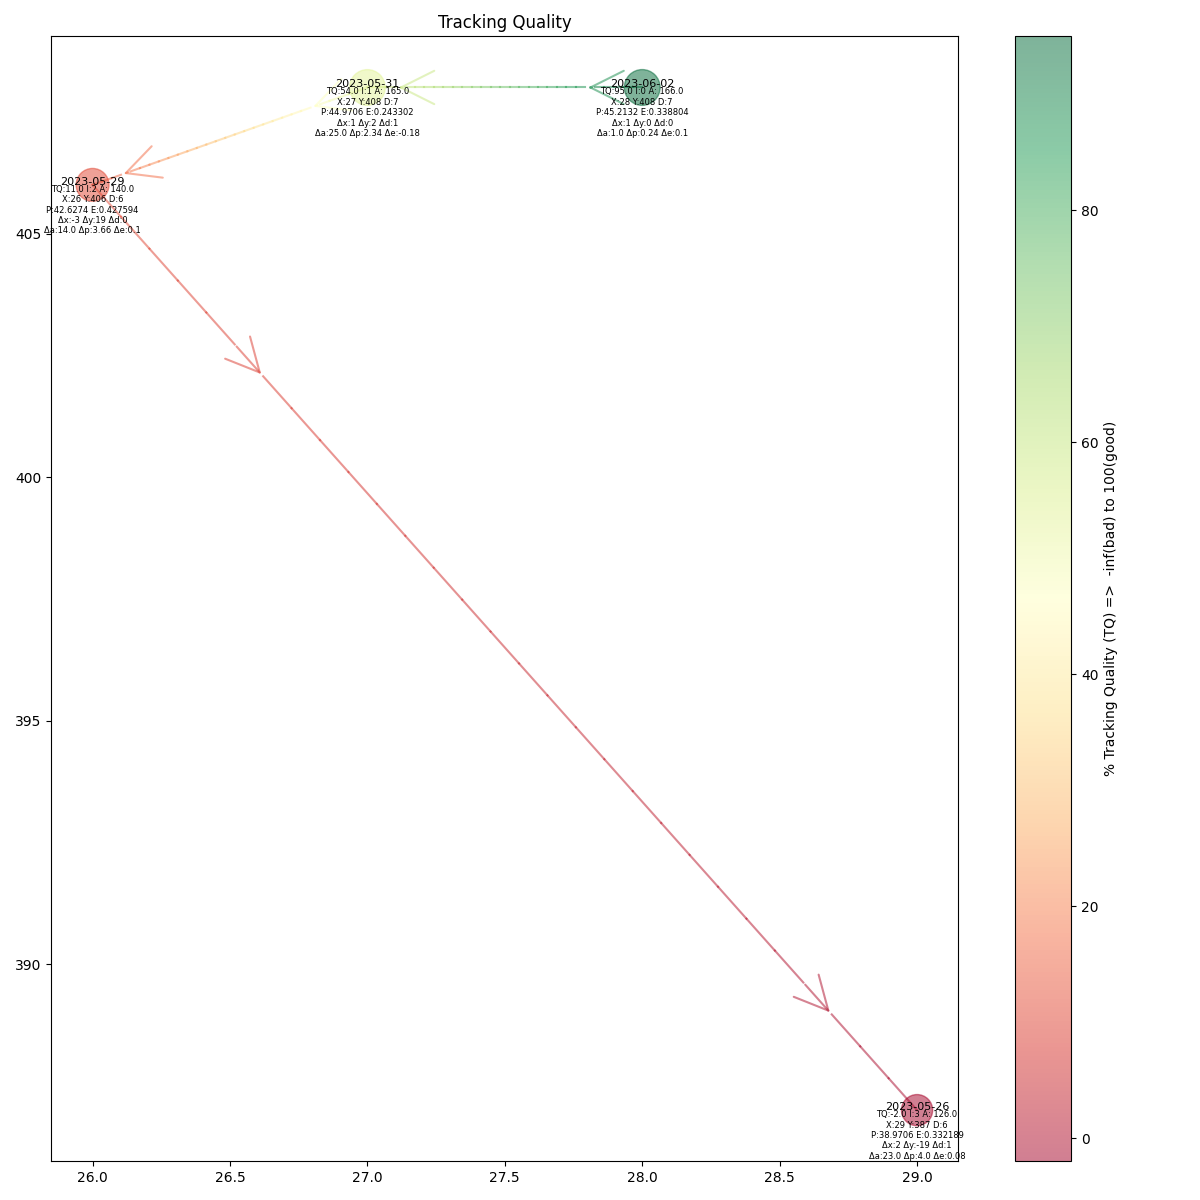 Tracking Quality
2023-05-31
TQ:54.0 I:1 A: 165.0
X:27 Y:408 D:7
P:44.9706 E:0.243302
Δx:1 Δy:2 Δd:1
Δa:25.0 Δp:2.34 Δe:-0.18
2023-06-02
TQ:95.0 I:0 A: 166.0
X:28 Y:408 D:7
P:45.2132 E:0.338804
Δx:1 Δy:0 Δd:0
Δa:1.0 Δp:0.24 Δe:0.1
2023-05-29
TQ:11.0 I:2 A: 140.0
X:26 Y:406 D:6
P:42.6274 E:0.427594
Δx:-3 Δy:19 Δd:0
Δa:14.0 Δp:3.66 Δe:0.1
2023-05-26
TQ:-2.0 I:3 A: 126.0
X:29 Y:387 D:6
P:38.9706 E:0.332189
Δx:2 Δy:-19 Δd:1
Δa:23.0 Δp:4.0 Δe:0.08
405
400
395
390
26.0
26.5
27.0
27.5
28.0
28.5
29.0
80
60
40
20
0
% Tracking Quality (TQ) => -inf(bad) to 100(good)